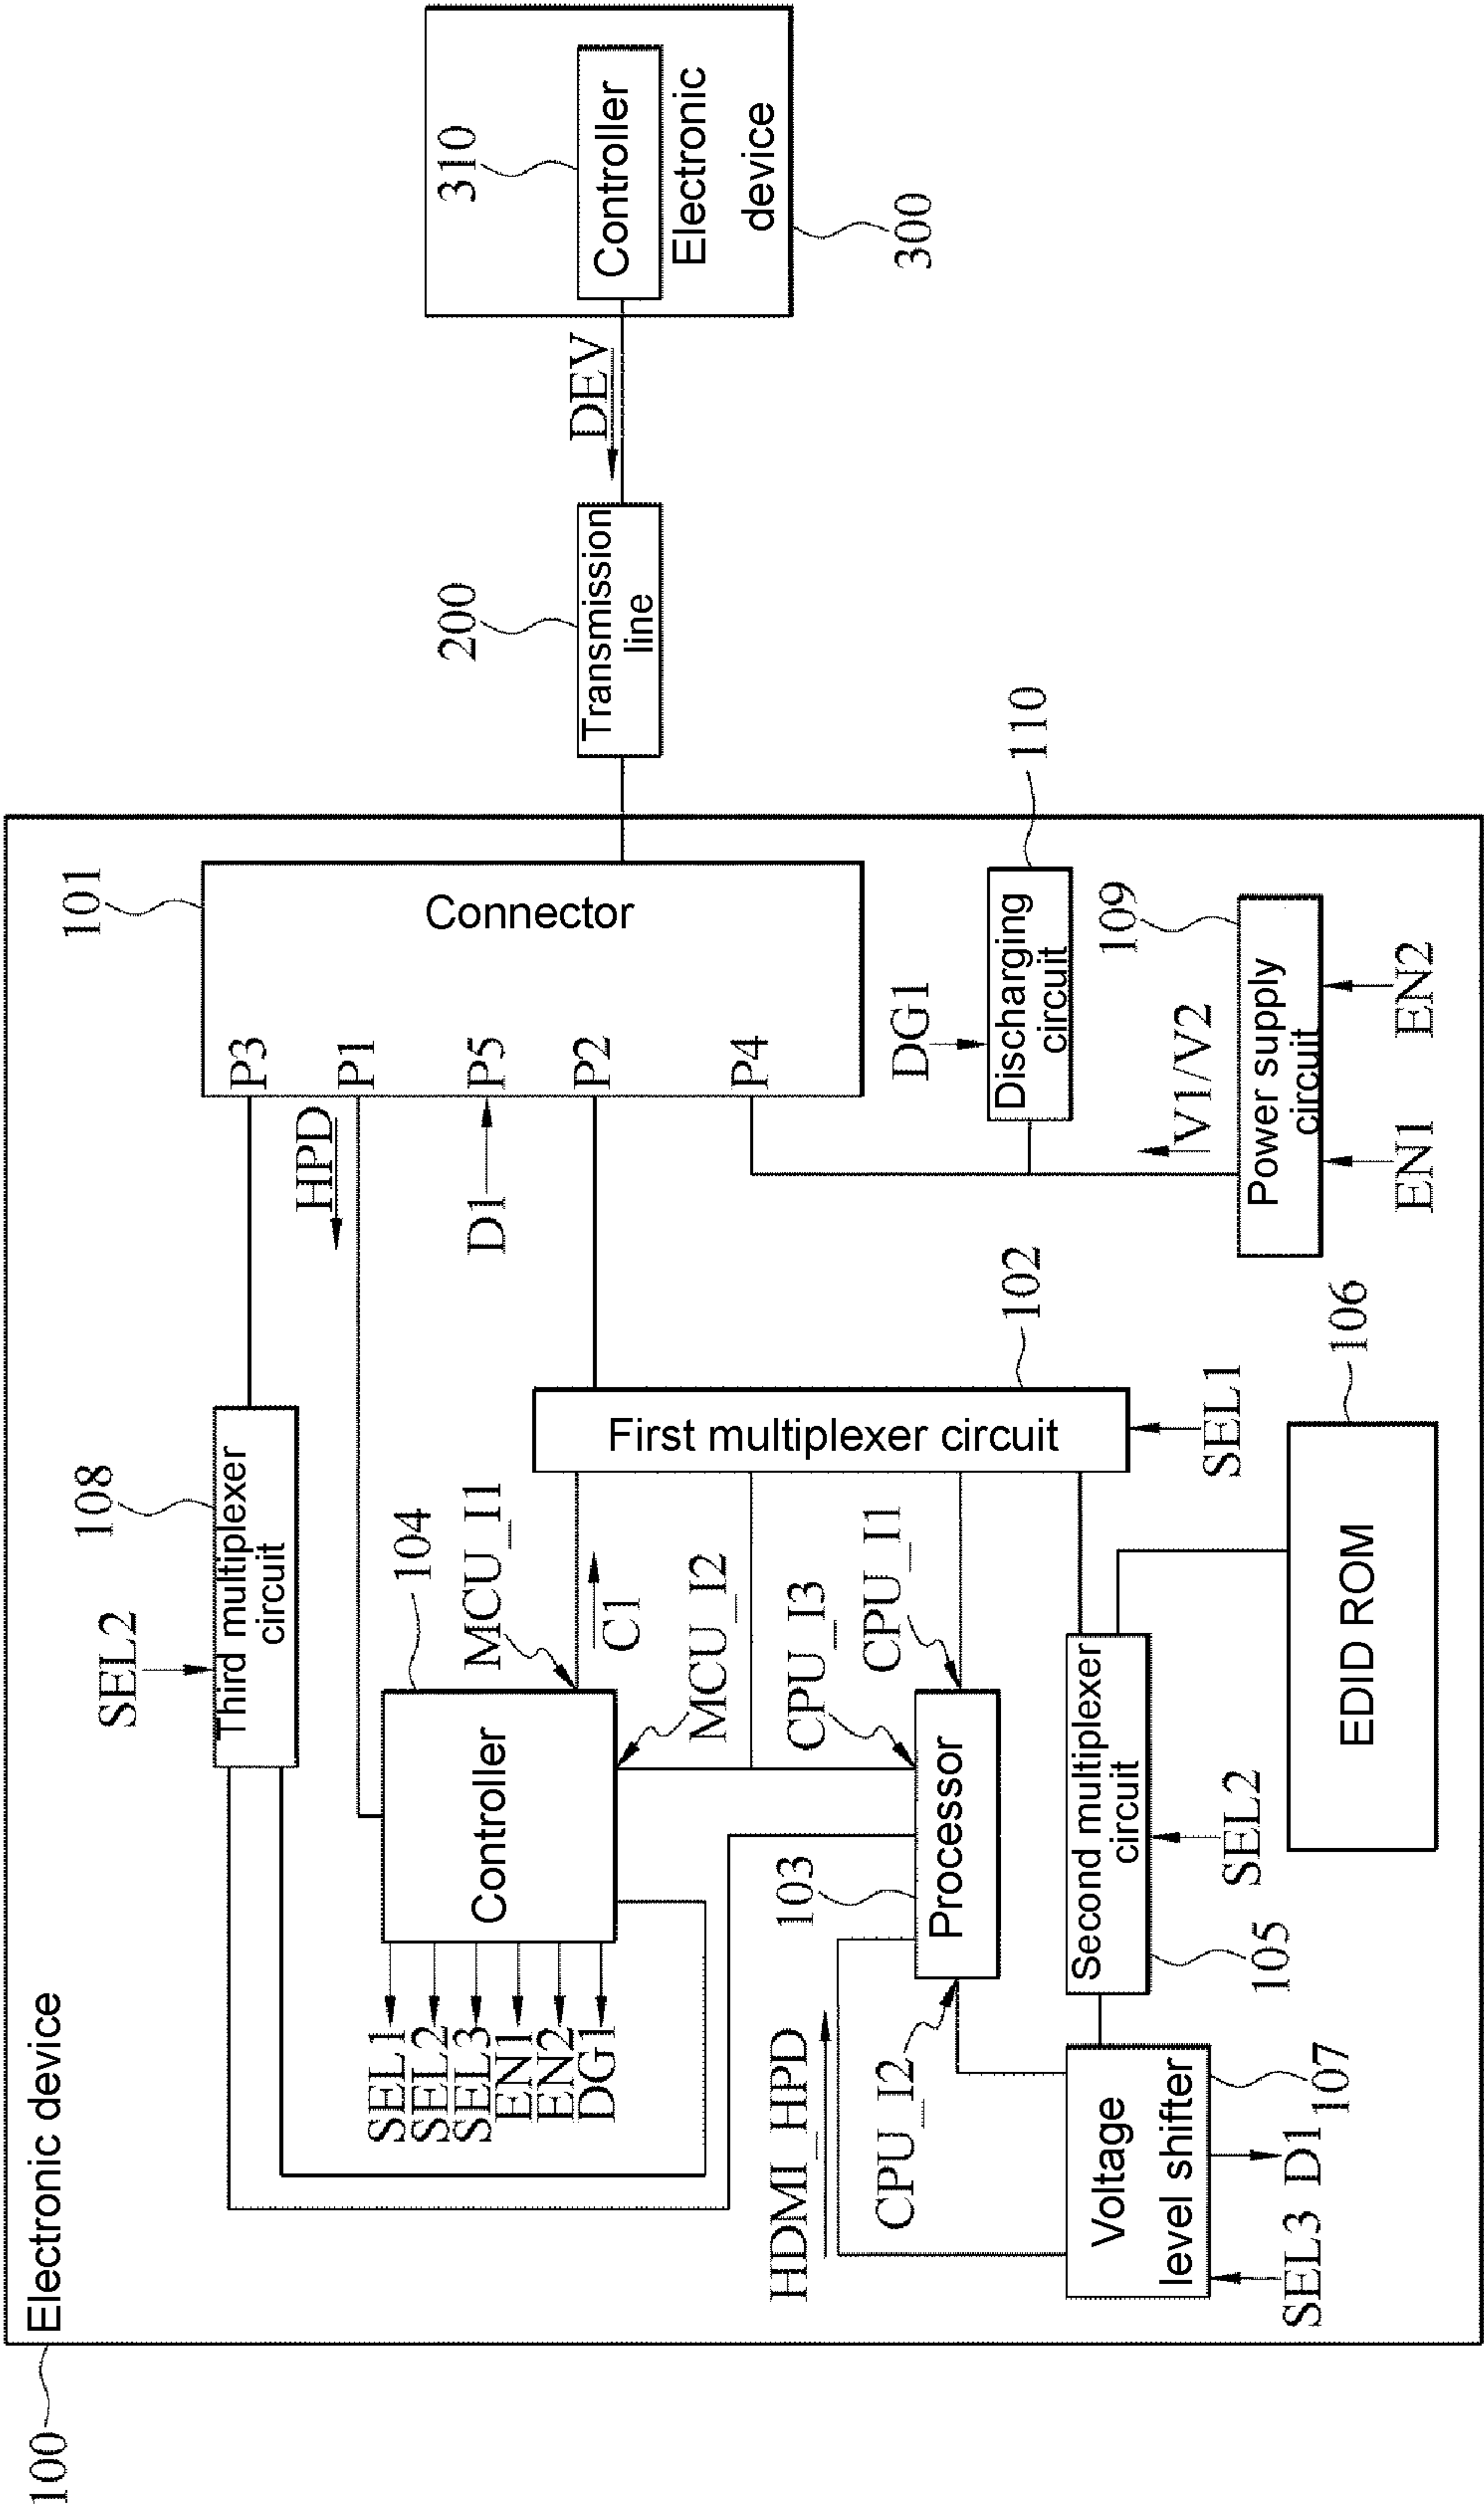 100
Electronic device
SEL2
108
Third multiplexer
circuit
101
Connector
P3
P1
P5
P2
P4
HPD
D1
SEL1
SEL2
SEL3
EN1
EN2
DG1
Controller
104
MCU_I1
C1
MCU_I2
First multiplexer circuit
102
SEL1
HDMI_HPD
103
Processor
CPU_I3
CPU_I1
CPU_I2
Voltage
level shifter
107
SEL3
D1
Second multiplexer
circuit
105
SEL2
EDID ROM
106
DG1
Discharging
circuit
110
V1/V2
109
Power supply
circuit
EN1
EN2
200
Transmission
line
DEV
310
Controller
Electronic
device
300